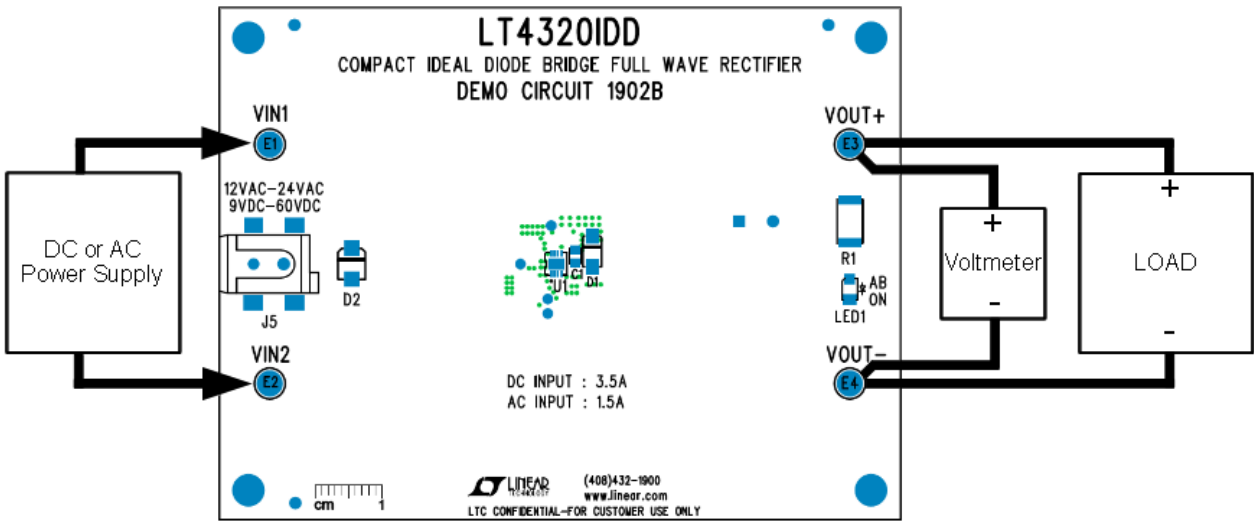 LT4320IDD
COMPACT IDEAL DIODE BRIDGE FULL WAVE RECTIFIER
DEMO CIRCUIT 1902B
VIN1
E1
VOUT+
E3
12VAC-24VAC
9VDC-60VDC
DC or AC
Power Supply
J5
D2
U1
C1
D1
R1
AB
ON
LED1
+
Voltmeter
-
+
LOAD
-
VIN2
E2
VOUT-
E4
DC INPUT : 3.5A
AC INPUT : 1.5A
cm 1
LINEAR
TECHNOLOGY
(408)432-1900
www.linear.com
LTC CONFIDENTIAL-FOR CUSTOMER USE ONLY